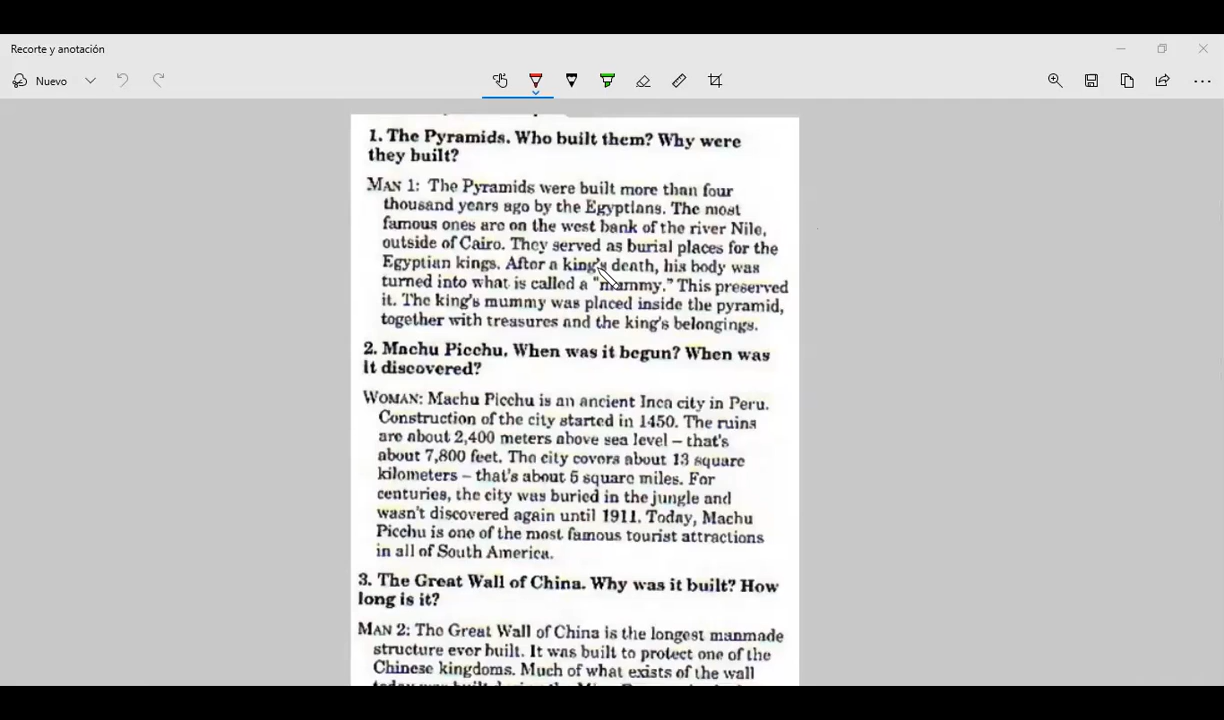 Recorte y anotación
Nuevo
1. The Pyramids. Who built them? Why were
they built?
MAN 1: The Pyramids were built more than four
thousand years ago by the Egyptians. The most
famous ones are on the west bank of the river Nile,
outside of Cairo. They served as burial places for the
Egyptian kings. After a king's death, his body was
turned into what is called a "mummy." This preserved
it. The king's mummy was placed inside the pyramid,
together with treasures and the king's belongings.
2. Machu Picchu. When was it begun? When was
it discovered?
WOMAN: Machu Picchu is an ancient Inca city in Peru.
Construction of the city started in 1450. The ruins
are about 2,400 meters above sea level – that's
about 7,800 feet. The city covers about 13 square
kilometers – that's about 5 square miles. For
centuries, the city was buried in the jungle and
wasn't discovered again until 1911. Today, Machu
Picchu is one of the most famous tourist attractions
in all of South America.
3. The Great Wall of China. Why was it built? How
long is it?
MAN 2: The Great Wall of China is the longest manmade
structure ever built. It was built to protect one of the
Chinese kingdoms. Much of what exists of the wall